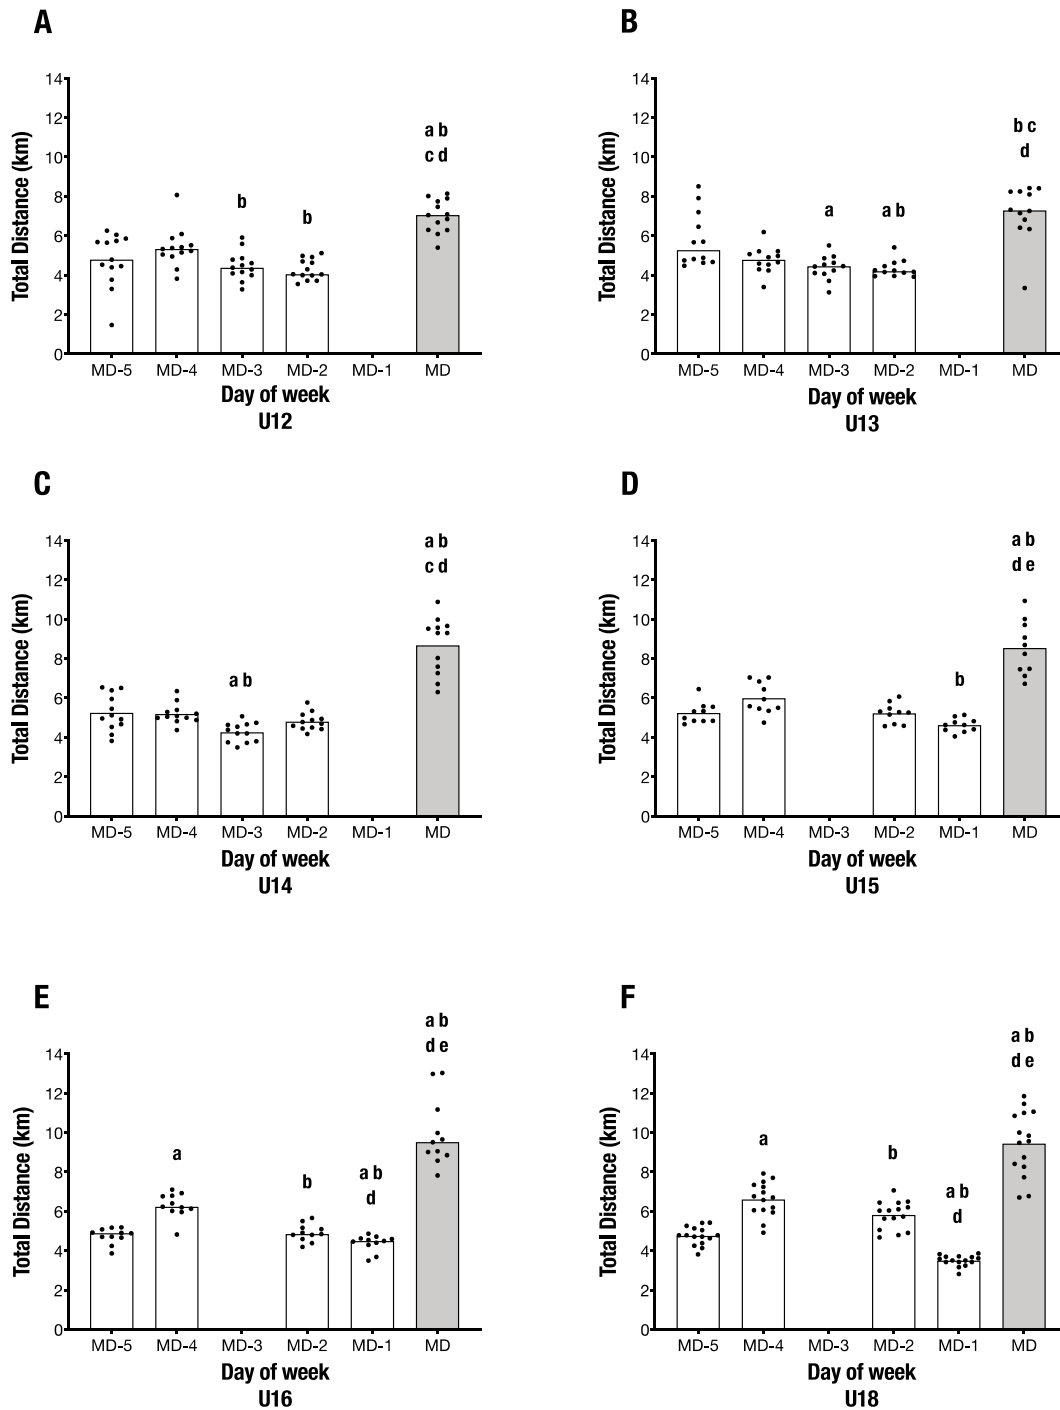 A
14
12
10
8
6
4
2
0
Total Distance (km)
b
b
a b
c d
MD-5 MD-4 MD-3 MD-2 MD-1 MD
Day of week
U12
B
14
12
10
8
6
4
2
0
Total Distance (km)
a
a b
b c
d
MD-5 MD-4 MD-3 MD-2 MD-1 MD
Day of week
U13
C
14
12
10
8
6
4
2
0
Total Distance (km)
a b
a b
c d
MD-5 MD-4 MD-3 MD-2 MD-1 MD
Day of week
U14
D
14
12
10
8
6
4
2
0
Total Distance (km)
b
a b
d e
MD-5 MD-4 MD-3 MD-2 MD-1 MD
Day of week
U15
E
14
12
10
8
6
4
2
0
Total Distance (km)
a
b
a b
d
a b
d e
MD-5 MD-4 MD-3 MD-2 MD-1 MD
Day of week
U16
F
14
12
10
8
6
4
2
0
Total Distance (km)
a
b
a b
d
a b
d e
MD-5 MD-4 MD-3 MD-2 MD-1 MD
Day of week
U18